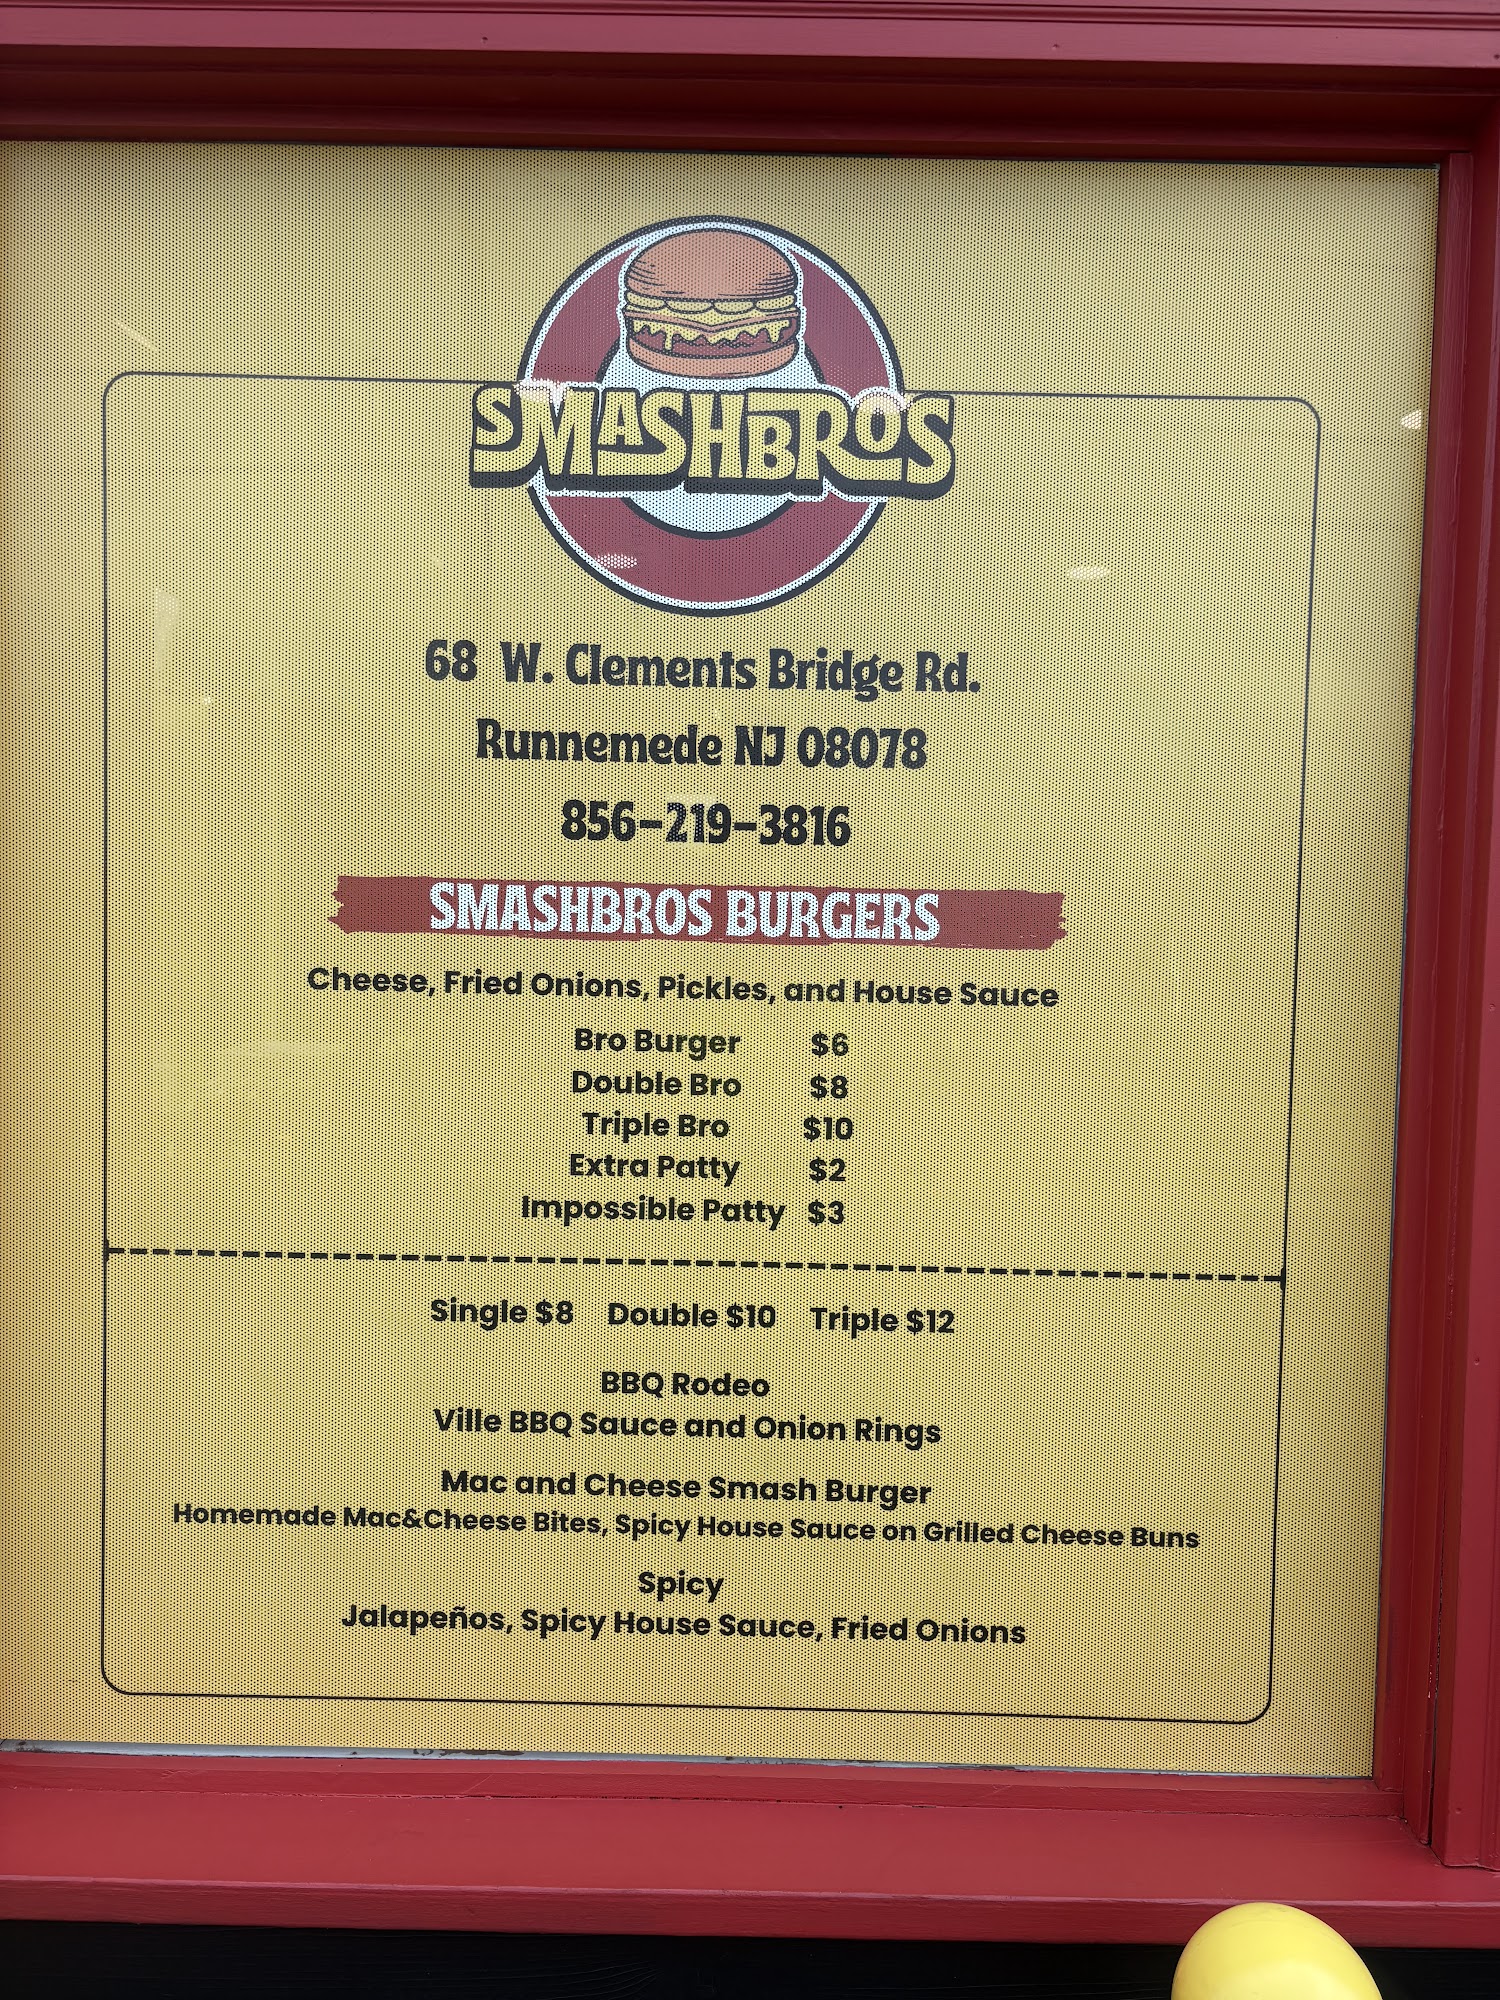 SMASHBROS
68 W. Clements Bridge Rd.
Runnemede NJ 08078
856-219-3816
SMASHBROS BURGERS
Cheese, Fried Onions, Pickles, and House Sauce
Bro Burger $6
Double Bro $8
Triple Bro $10
Extra Patty $2
Impossible Patty $3
Single $8 Double $10 Triple $12
BBQ Rodeo
Ville BBQ Sauce and Onion Rings
Mac and Cheese Smash Burger
Homemade Mac&Cheese Bites, Spicy House Sauce on Grilled Cheese Buns
Spicy
Jalapeños, Spicy House Sauce, Fried Onions